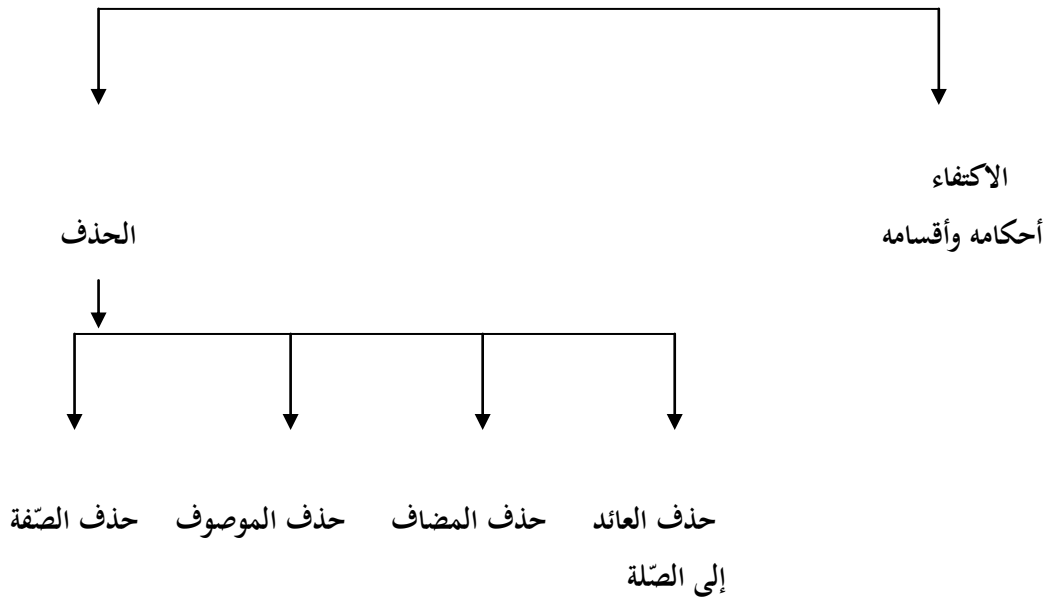 الاكتفاء
أحكامه وأقسامه
الحذف
حذف العائد
إلى الصّلة
حذف المضاف
حذف الموصوف
حذف الصّفة